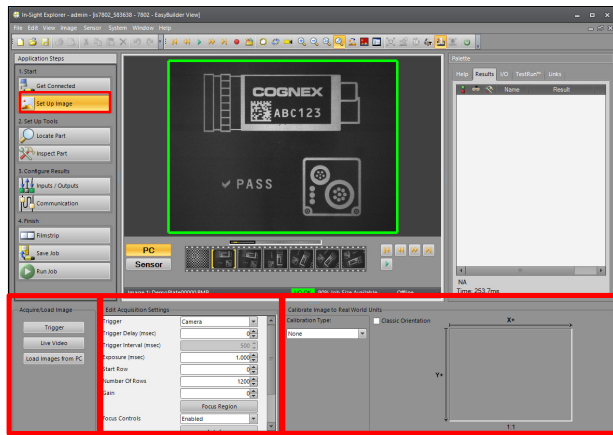 In-Sight Explorer - admin - [is7802_583638 - 7802 - EasyBuilder View]
File Edit View Image Sensor System Window Help
Application Steps
1. Start
Get Connected
Set Up Image
2. Set Up Tools
Locate Part
Inspect Part
3. Configure Results
Inputs / Outputs
Communication
4. Finish
Filmstrip
Save Job
Run Job
COGNEX
ABC123
PASS
PC
Sensor
Palette
Help Results I/O TestRun™ Links
Name Result
NA
Time: 253.7ms
Acquire/Load Image
Trigger
Live Video
Load Images from PC
Edit Acquisition Settings
Trigger Camera
Trigger Delay (msec) 0
Trigger Interval (msec) 500
Exposure (msec) 1.000
Start Row 0
Number Of Rows 1200
Gain 0
Focus Region
Focus Controls Enabled
Calibrate Image to Real World Units
Calibration Type:
None
Classic Orientation
X+
Y+
1:1